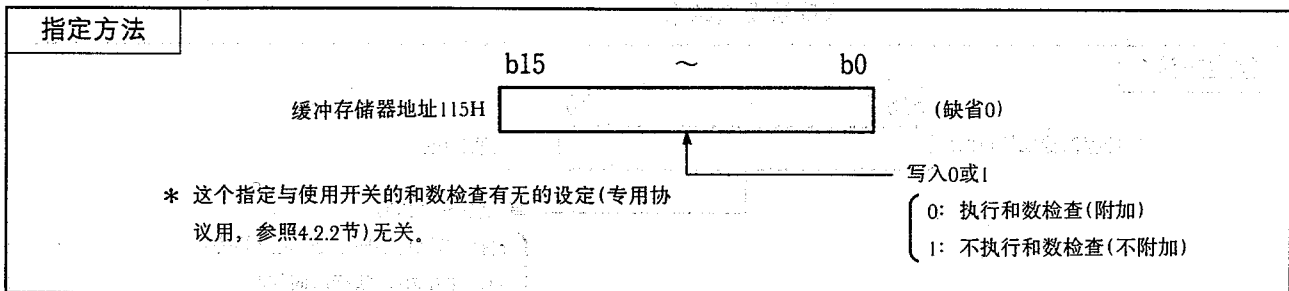 指定方法
b15 ～ b0
缓冲存储器地址115H (缺省0)
写入0或1
* 这个指定与使用开关的和数检查有无的设定(专用协
议用，参照4.2.2节)无关。
0: 执行和数检查(附加)
1: 不执行和数检查(不附加)